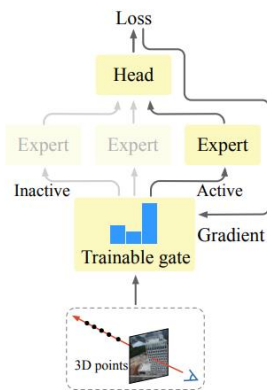 Loss
Head
Expert Expert Expert
Inactive Active
Trainable gate
Gradient
3D points